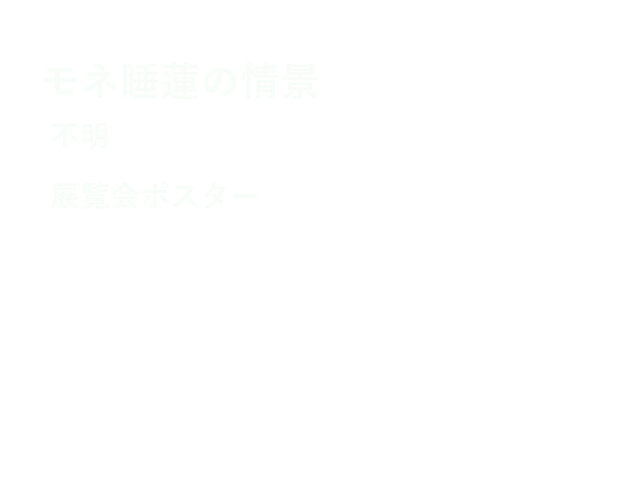 モネ睡蓮の情景
不明
展覧会ポスター